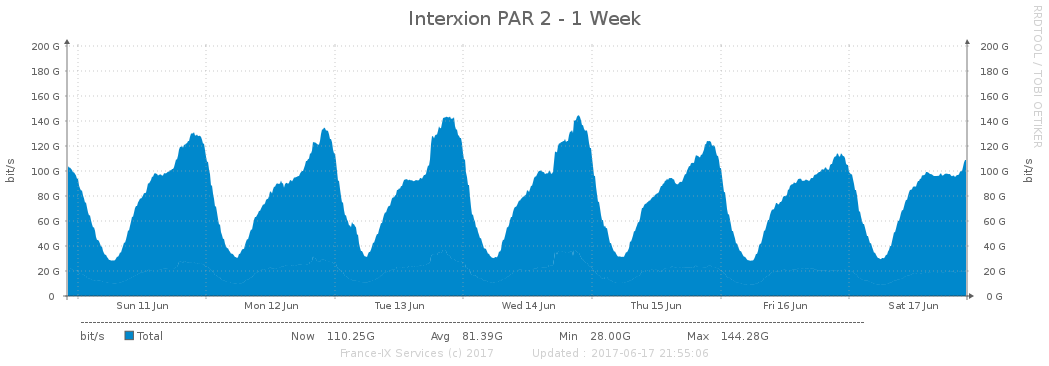 Interxion PAR 2 - 1 Week
RRDTOOL / TOBI OETIKER
200 G 200 G
180 G 180 G
160 G 160 G
140 G 140 G
120 G 120 G
100 G 100 G
80 G 80 G
60 G 60 G
40 G 40 G
20 G 20 G
0 0 G
bit/s
bit/s
Sun 11 Jun Mon 12 Jun Tue 13 Jun Wed 14 Jun Thu 15 Jun Fri 16 Jun Sat 17 Jun
bit/s Total Now 110.25G Avg 81.39G Min 28.00G Max 144.28G
France-IX Services (c) 2017 Updated : 2017-06-17 21:55:06